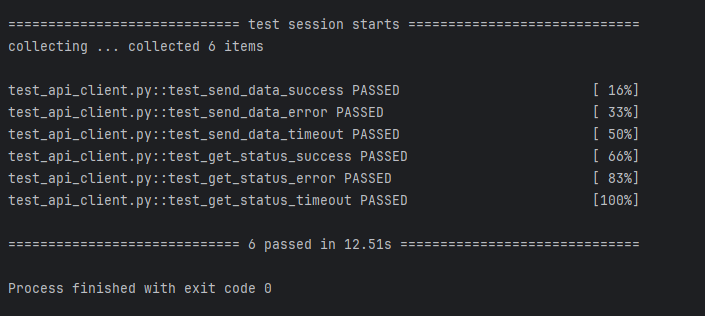 ============================= test session starts =============================
collecting ... collected 6 items
test_api_client.py::test_send_data_success PASSED                        [ 16%]
test_api_client.py::test_send_data_error PASSED                          [ 33%]
test_api_client.py::test_send_data_timeout PASSED                        [ 50%]
test_api_client.py::test_get_status_success PASSED                       [ 66%]
test_api_client.py::test_get_status_error PASSED                         [ 83%]
test_api_client.py::test_get_status_timeout PASSED                       [100%]
============================= 6 passed in 12.51s ==============================
Process finished with exit code 0